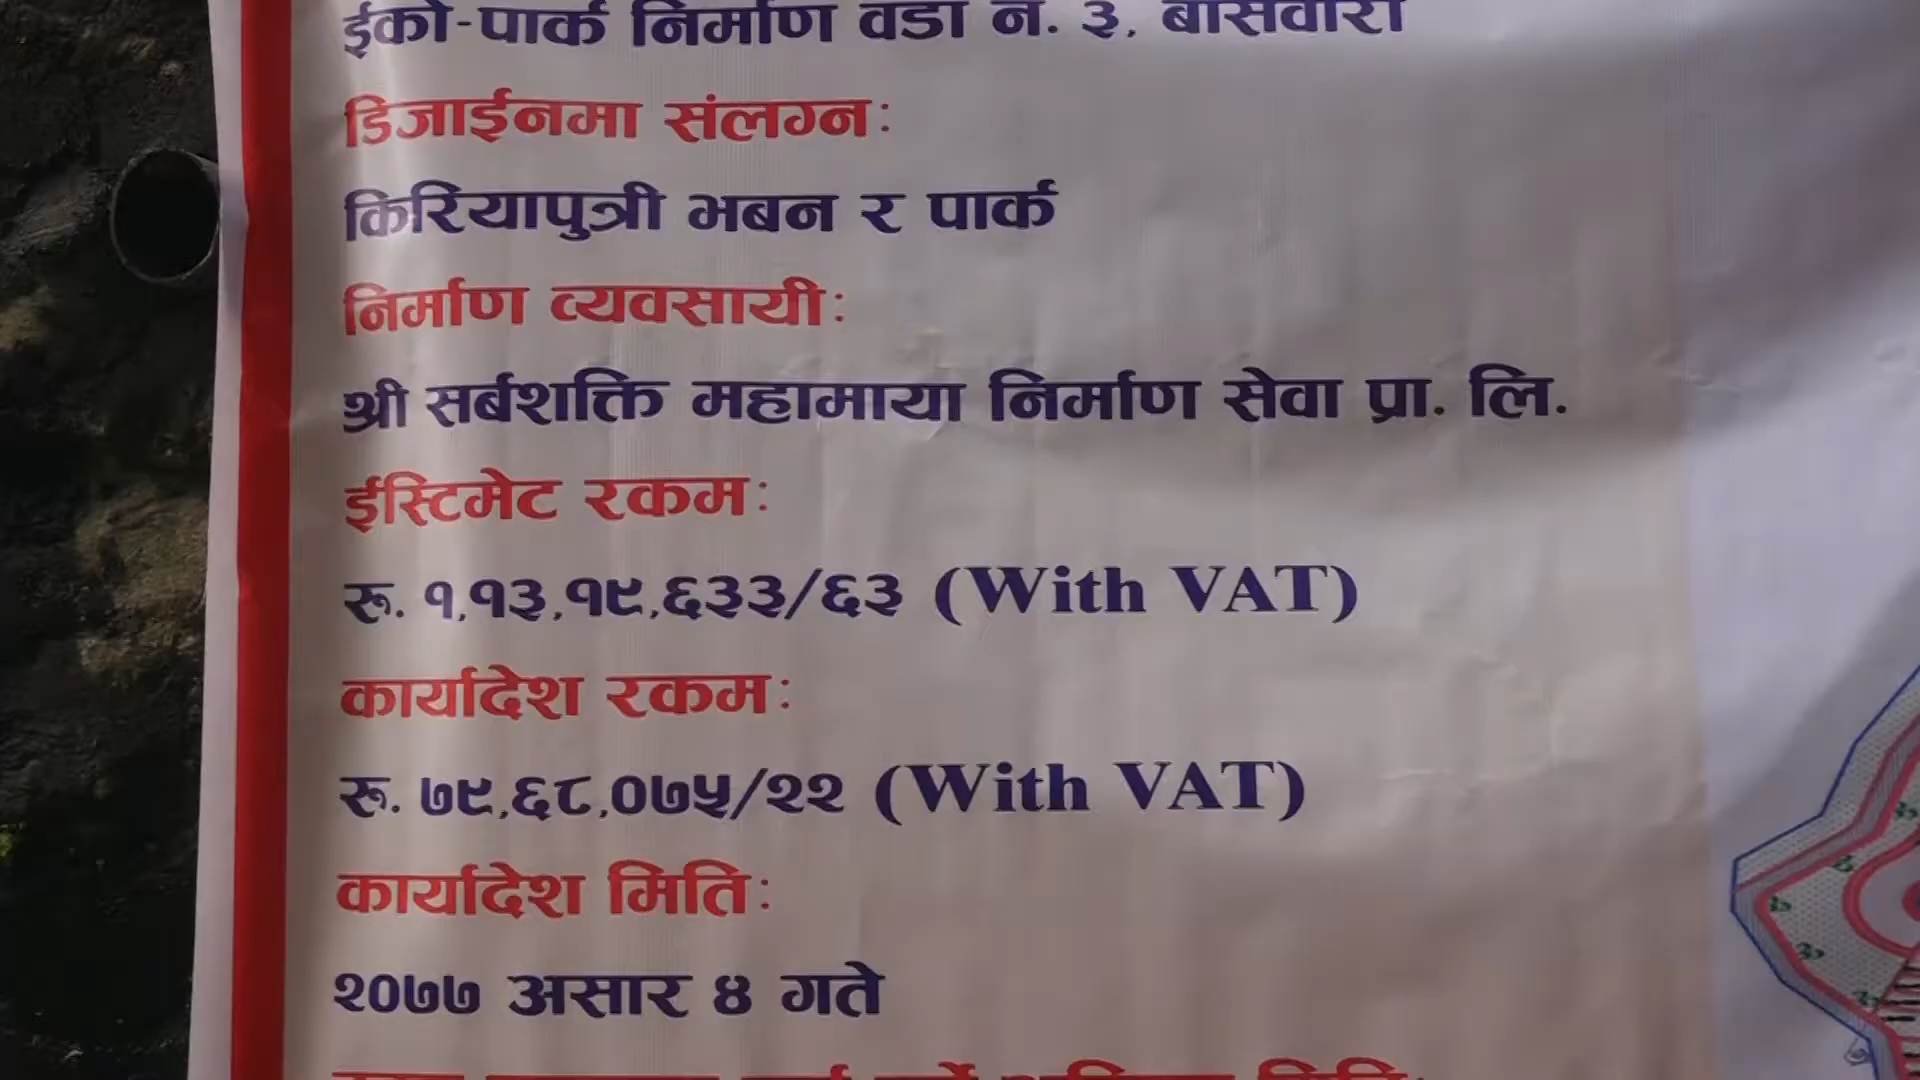 ईको-पार्क निर्माण वडा नं. ३, बाँसवारी
डिजाईनमा संलग्नः
किरियापुत्री भबन र पार्क
निर्माण व्यवसायीः
श्री सर्बशक्ति महामाया निर्माण सेवा प्रा. लि.
ईस्टिमेट रकमः
रू. १,१३,१९,६३३/६३ (With VAT)
कार्यादेश रकमः
रू. ७९,६८,०७५/२२ (With VAT)
कार्यादेश मितिः
२०७७ असार ४ गते